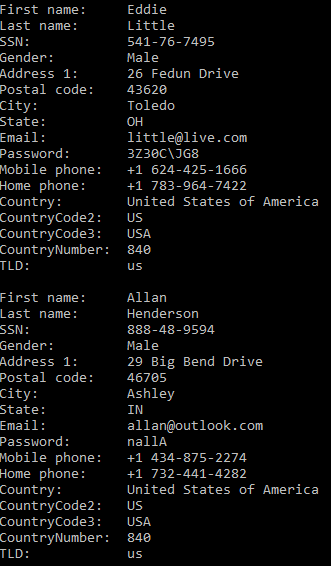 First name: Eddie
Last name: Little
SSN: 541-76-7495
Gender: Male
Address 1: 26 Fedun Drive
Postal code: 43620
City: Toledo
State: OH
Email: little@live.com
Password: 3Z30C\JG8
Mobile phone: +1 624-425-1666
Home phone: +1 783-964-7422
Country: United States of America
CountryCode2: US
CountryCode3: USA
CountryNumber: 840
TLD: us

First name: Allan
Last name: Henderson
SSN: 888-48-9594
Gender: Male
Address 1: 29 Big Bend Drive
Postal code: 46705
City: Ashley
State: IN
Email: allan@outlook.com
Password: nallA
Mobile phone: +1 434-875-2274
Home phone: +1 732-441-4282
Country: United States of America
CountryCode2: US
CountryCode3: USA
CountryNumber: 840
TLD: us